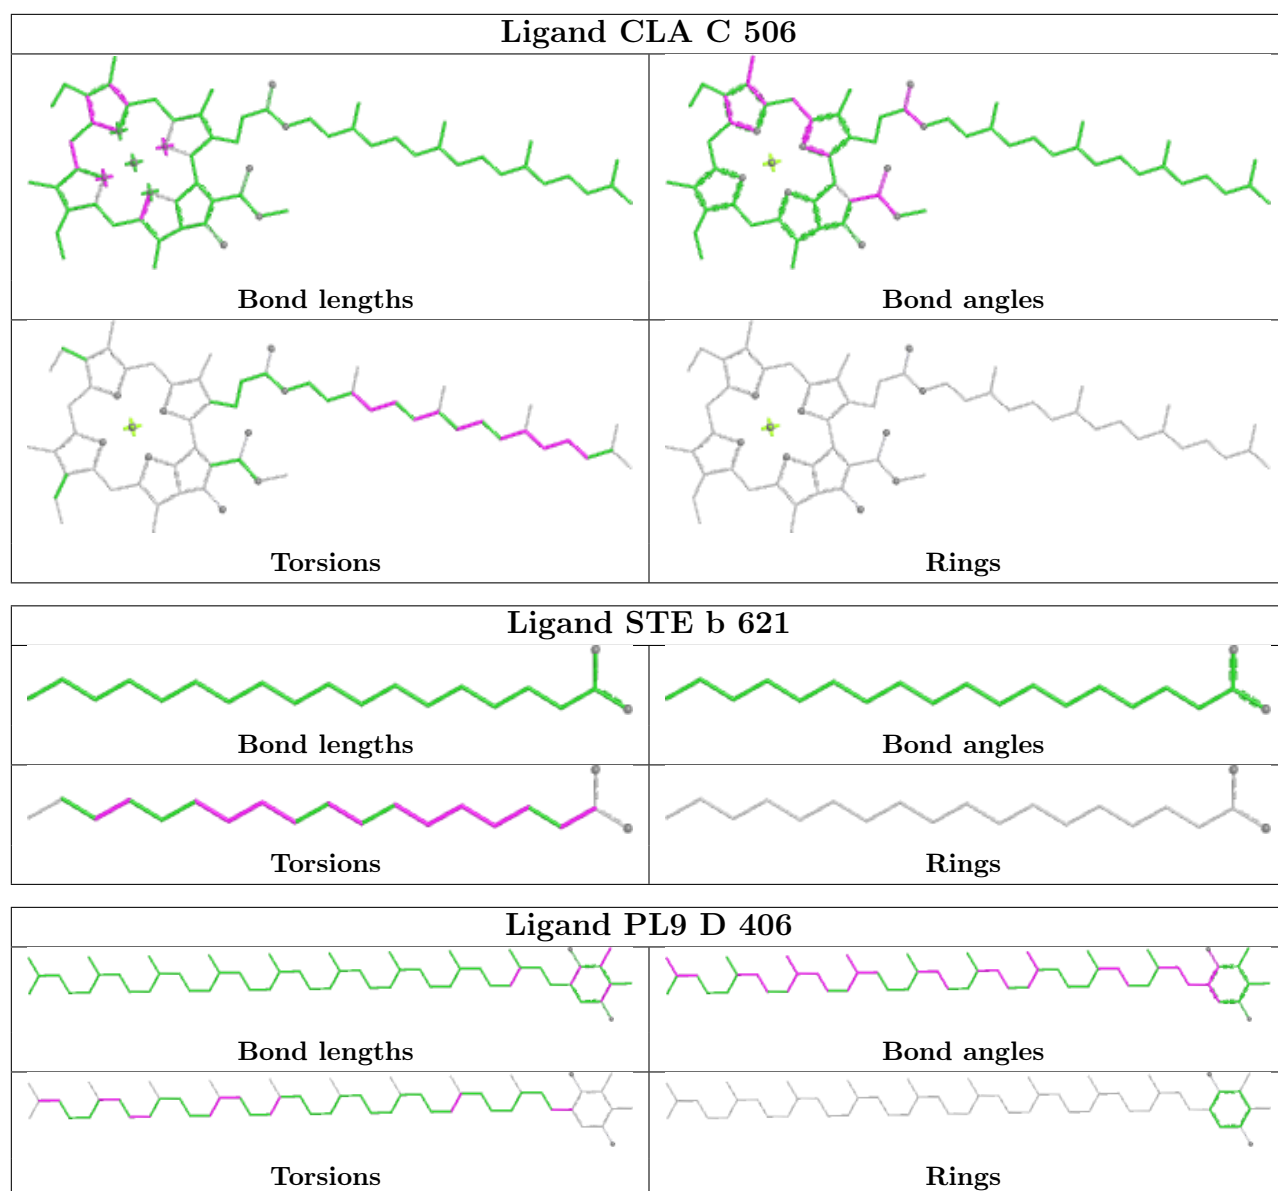 Ligand CLA C 506
Bond lengths
Bond angles
Torsions
Rings
Ligand STE b 621
Bond lengths
Bond angles
Torsions
Rings
Ligand PL9 D 406
Bond lengths
Bond angles
Torsions
Rings